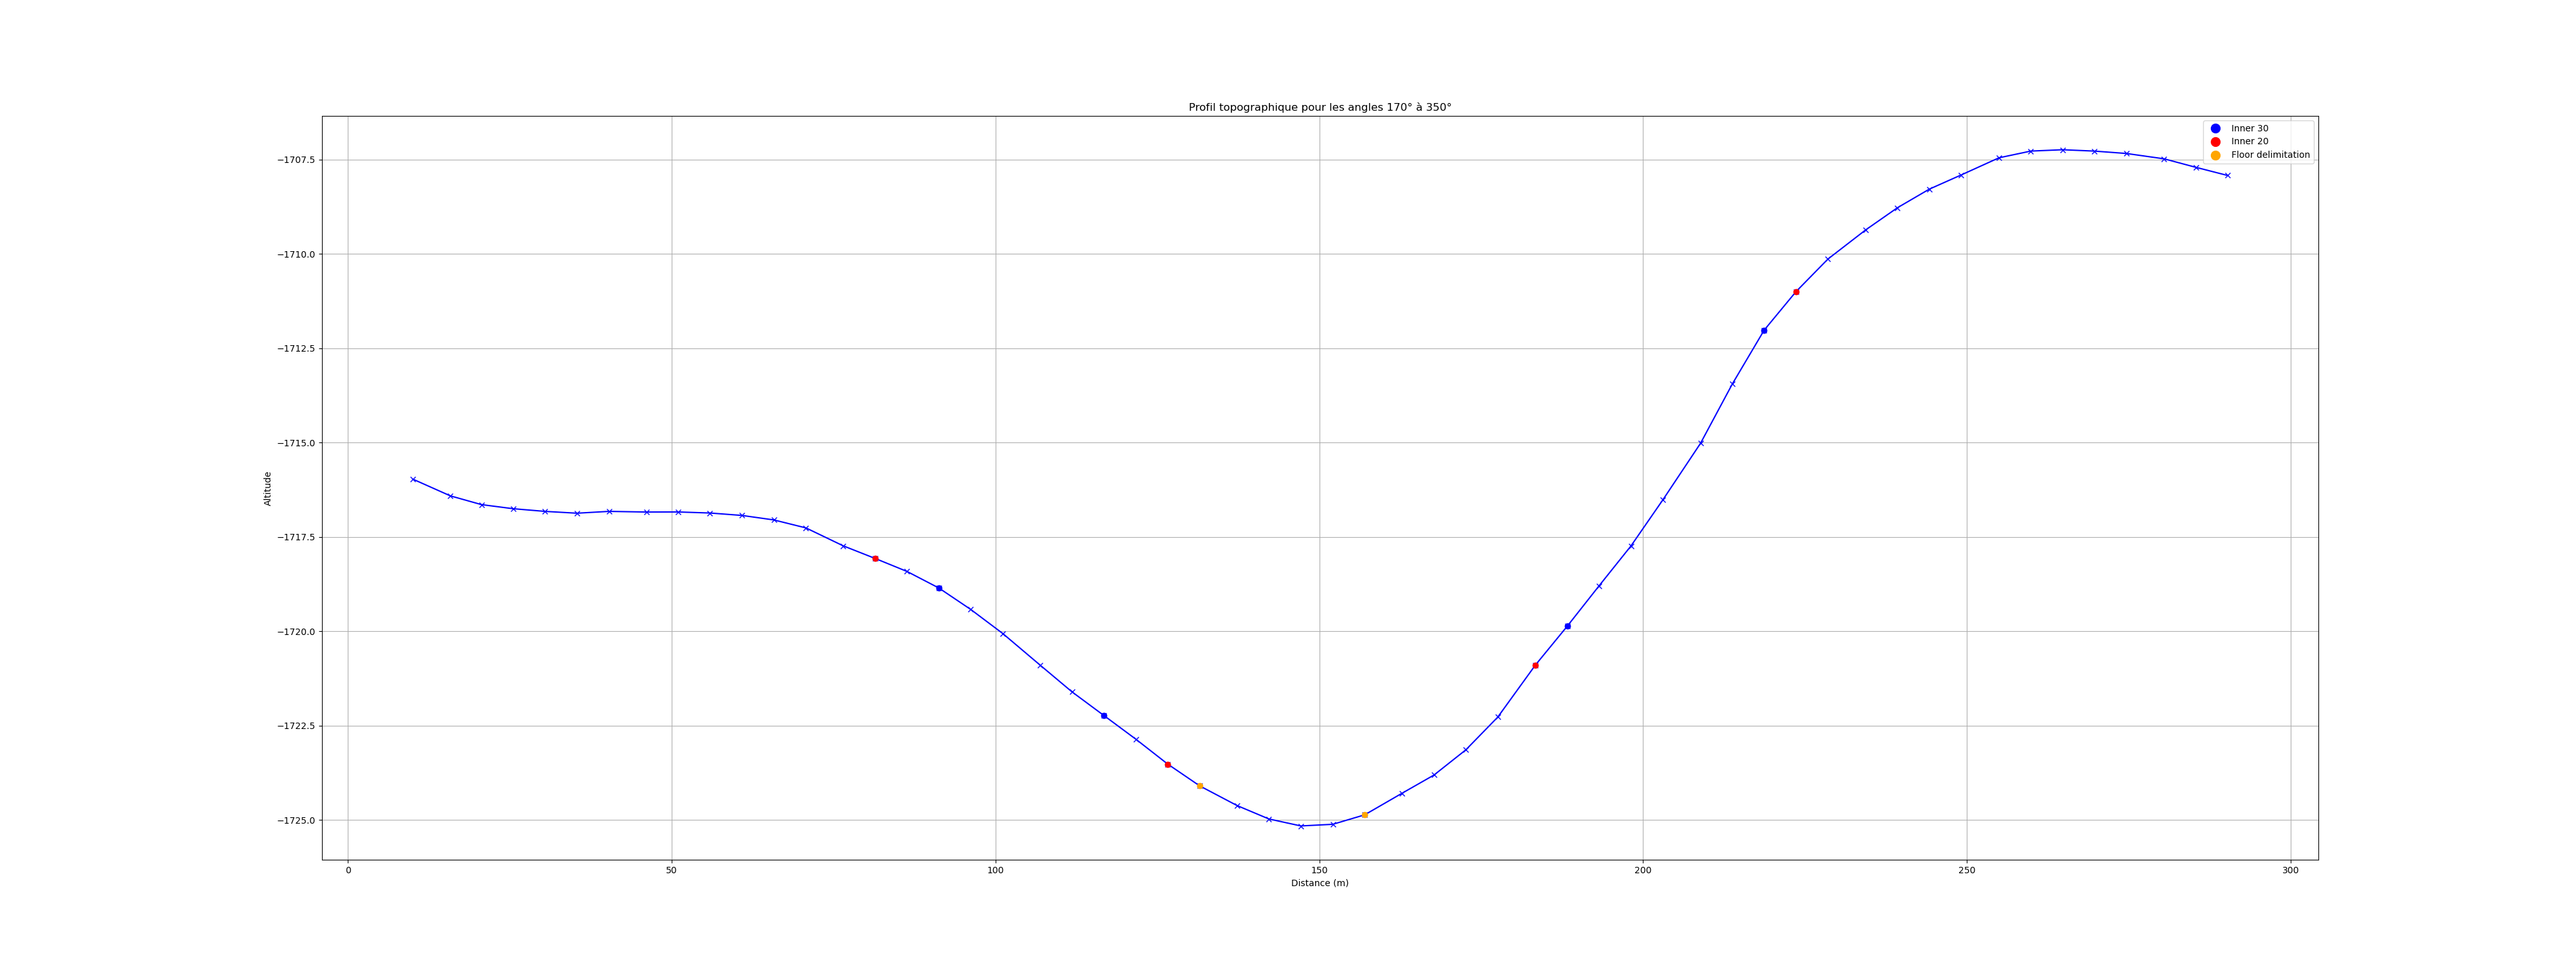 Profil topographique pour les angles 170° à 350°
Inner 30
Inner 20
Floor delimitation
−1707.5
−1710.0
−1712.5
−1715.0
−1717.5
−1720.0
−1722.5
−1725.0
Altitude
0 50 100 150 200 250 300
Distance (m)